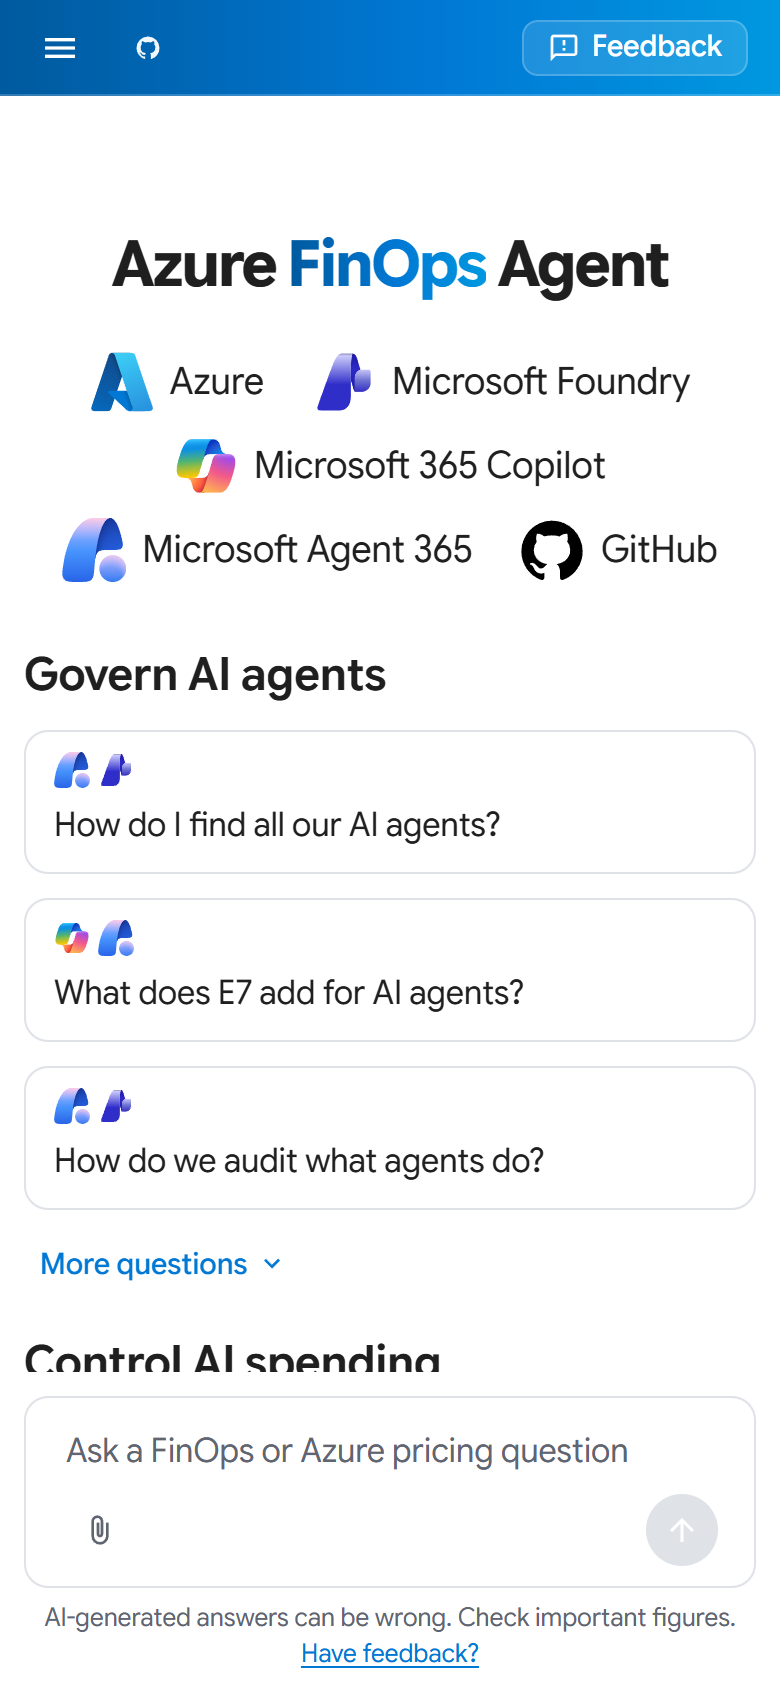 Feedback
Azure FinOps Agent
Azure
Microsoft Foundry
Microsoft 365 Copilot
Microsoft Agent 365
GitHub
Govern AI agents
How do I find all our AI agents?
What does E7 add for AI agents?
How do we audit what agents do?
More questions
Control AI spending
Ask a FinOps or Azure pricing question
AI-generated answers can be wrong. Check important figures.
Have feedback?